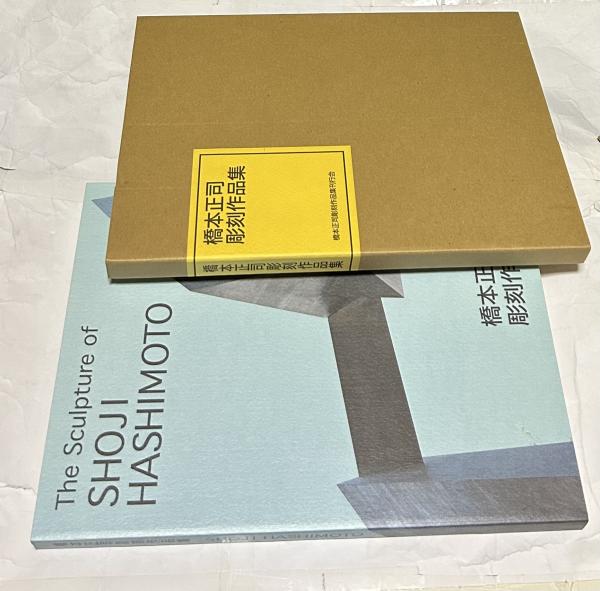 橋本正司
彫刻作品集
橋本正司彫刻作品集刊行会
橋本正司彫刻作品集
The Sculpture of
SHOJI
HASHIMOTO
橋本正
彫刻作